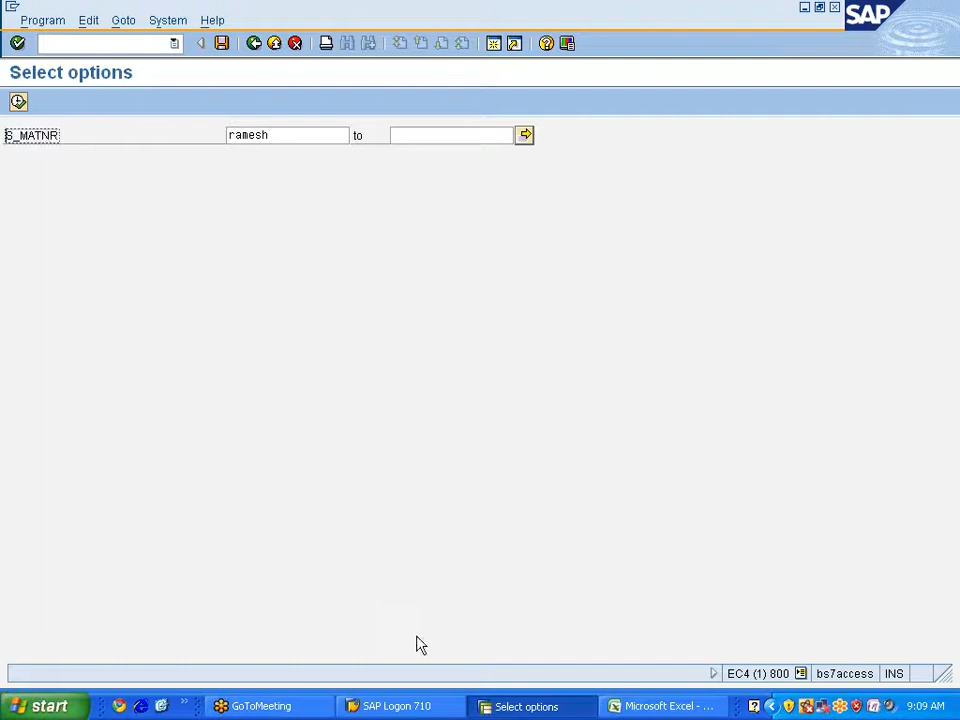 Program Edit Goto System Help
SAP
Select options
S_MATNR ramesh to
EC4 (1) 800 bs7access INS
start GoToMeeting SAP Logon 710 Select options Microsoft Excel - ... 9:09 AM